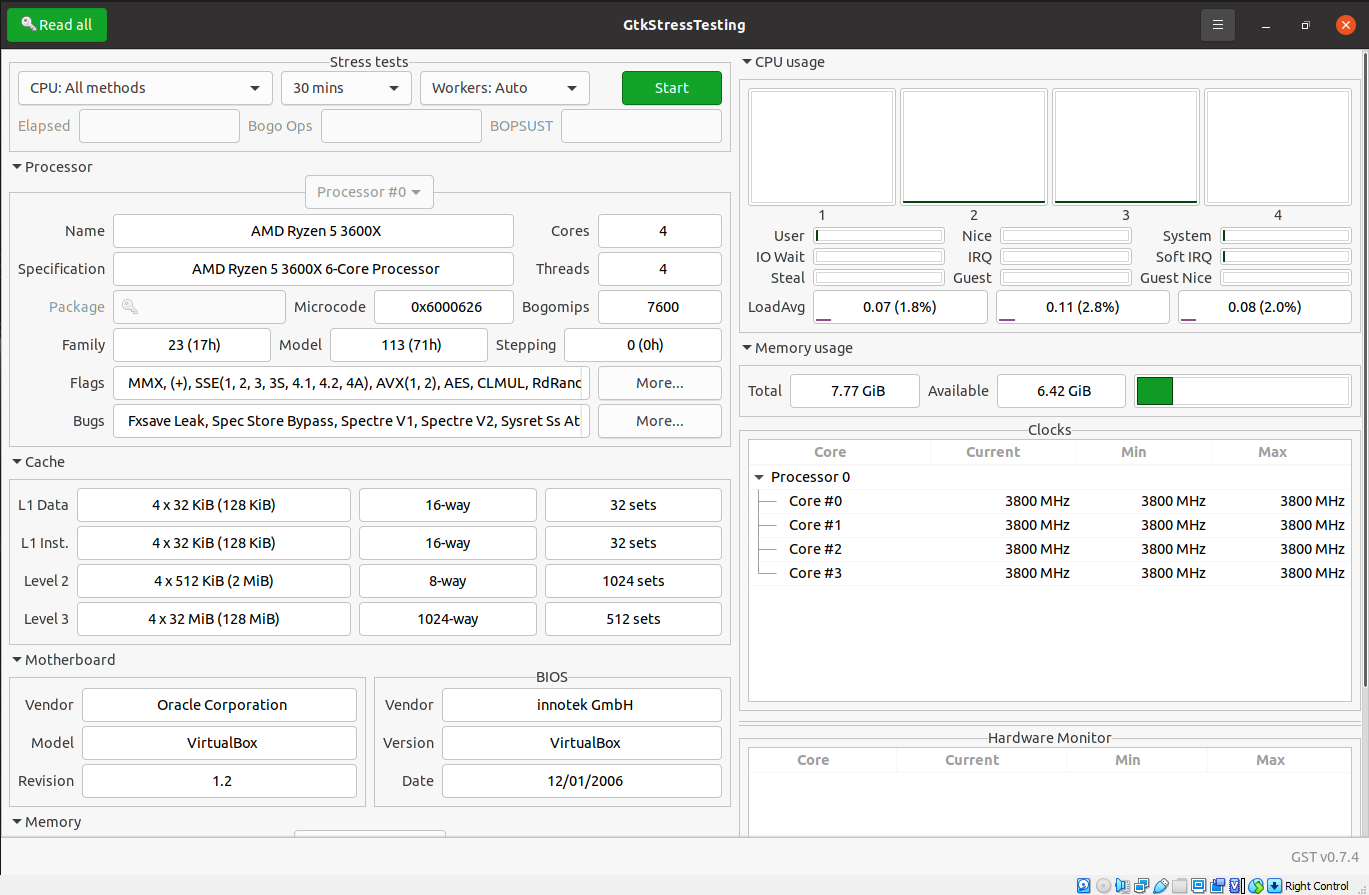 Read all
GtkStressTesting
Stress tests
CPU: All methods 30 mins Workers: Auto Start
Elapsed Bogo Ops BOPSUST
Processor
Processor #0
Name AMD Ryzen 5 3600X Cores 4
Specification AMD Ryzen 5 3600X 6-Core Processor Threads 4
Package Microcode 0x6000626 Bogomips 7600
Family 23 (17h) Model 113 (71h) Stepping 0 (0h)
Flags MMX, (+), SSE(1, 2, 3, 3S, 4.1, 4.2, 4A), AVX(1, 2), AES, CLMUL, RdRand More...
Bugs Fxsave Leak, Spec Store Bypass, Spectre V1, Spectre V2, Sysret Ss At More...
Cache
L1 Data 4 x 32 KiB (128 KiB) 16-way 32 sets
L1 Inst. 4 x 32 KiB (128 KiB) 16-way 32 sets
Level 2 4 x 512 KiB (2 MiB) 8-way 1024 sets
Level 3 4 x 32 MiB (128 MiB) 1024-way 512 sets
Motherboard
Vendor Oracle Corporation
Model VirtualBox
Revision 1.2
BIOS
Vendor innotek GmbH
Version VirtualBox
Date 12/01/2006
Memory
CPU usage
1 2 3 4
User Nice System
IO Wait IRQ Soft IRQ
Steal Guest Guest Nice
LoadAvg 0.07 (1.8%) 0.11 (2.8%) 0.08 (2.0%)
Memory usage
Total 7.77 GiB Available 6.42 GiB
Clocks
Core Current Min Max
Processor 0
Core #0 3800 MHz 3800 MHz 3800 MHz
Core #1 3800 MHz 3800 MHz 3800 MHz
Core #2 3800 MHz 3800 MHz 3800 MHz
Core #3 3800 MHz 3800 MHz 3800 MHz
Hardware Monitor
Core Current Min Max
GST v0.7.4
Right Control